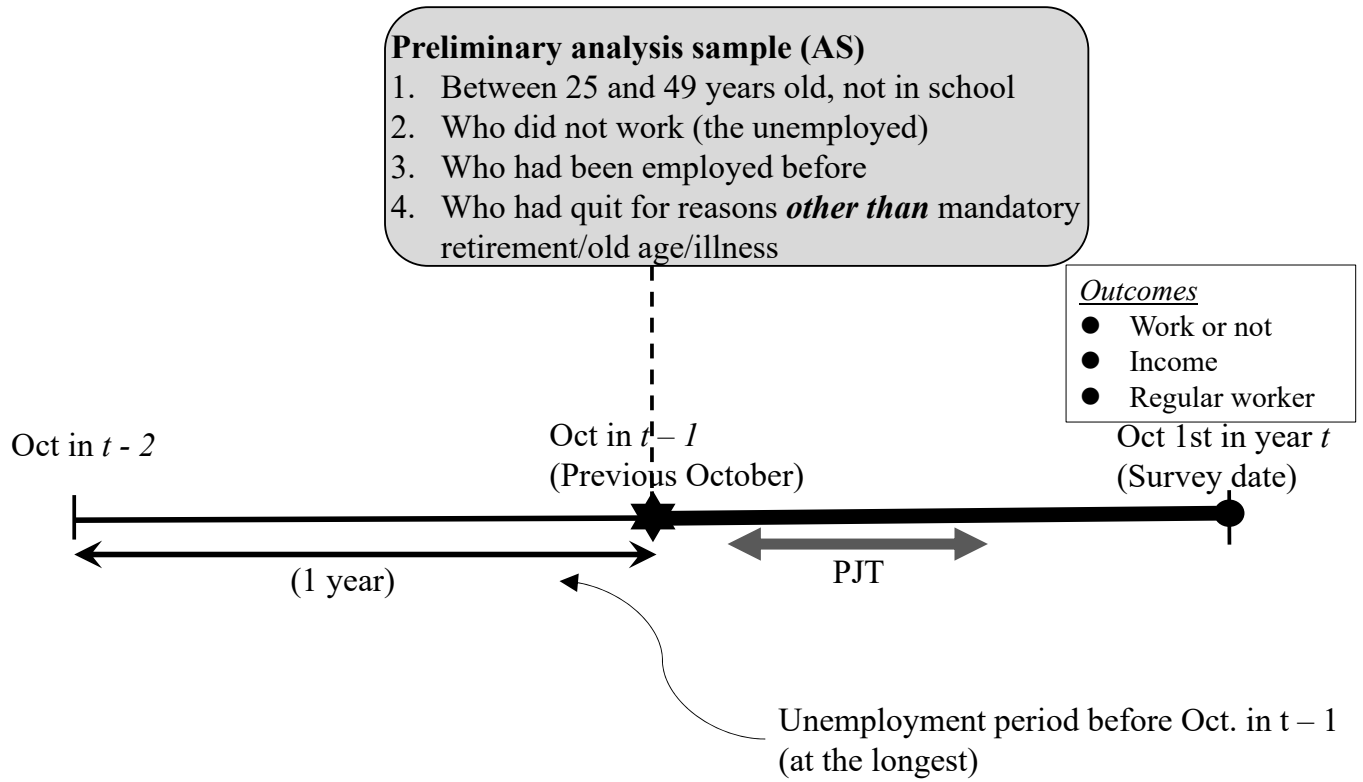 Preliminary analysis sample (AS)
1. Between 25 and 49 years old, not in school
2. Who did not work (the unemployed)
3. Who had been employed before
4. Who had quit for reasons other than mandatory
retirement/old age/illness
Outcomes
● Work or not
● Income
● Regular worker
Oct in t - 2
Oct in t – 1
(Previous October)
Oct 1st in year t
(Survey date)
(1 year)
PJT
Unemployment period before Oct. in t – 1
(at the longest)